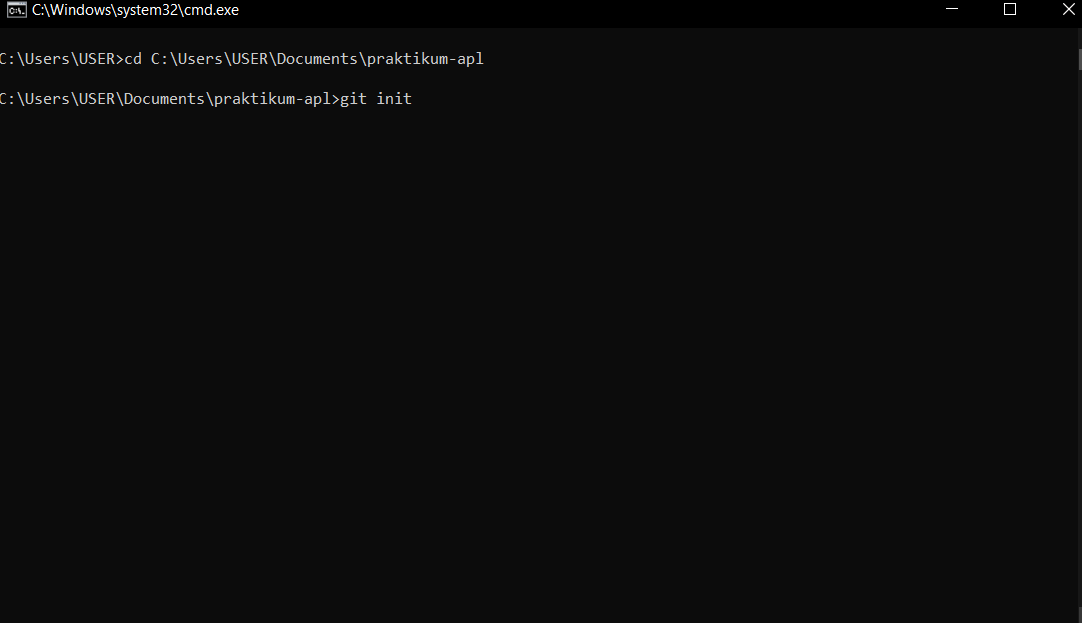 C:\Windows\system32\cmd.exe
C:\Users\USER>cd C:\Users\USER\Documents\praktikum-apl
C:\Users\USER\Documents\praktikum-apl>git init